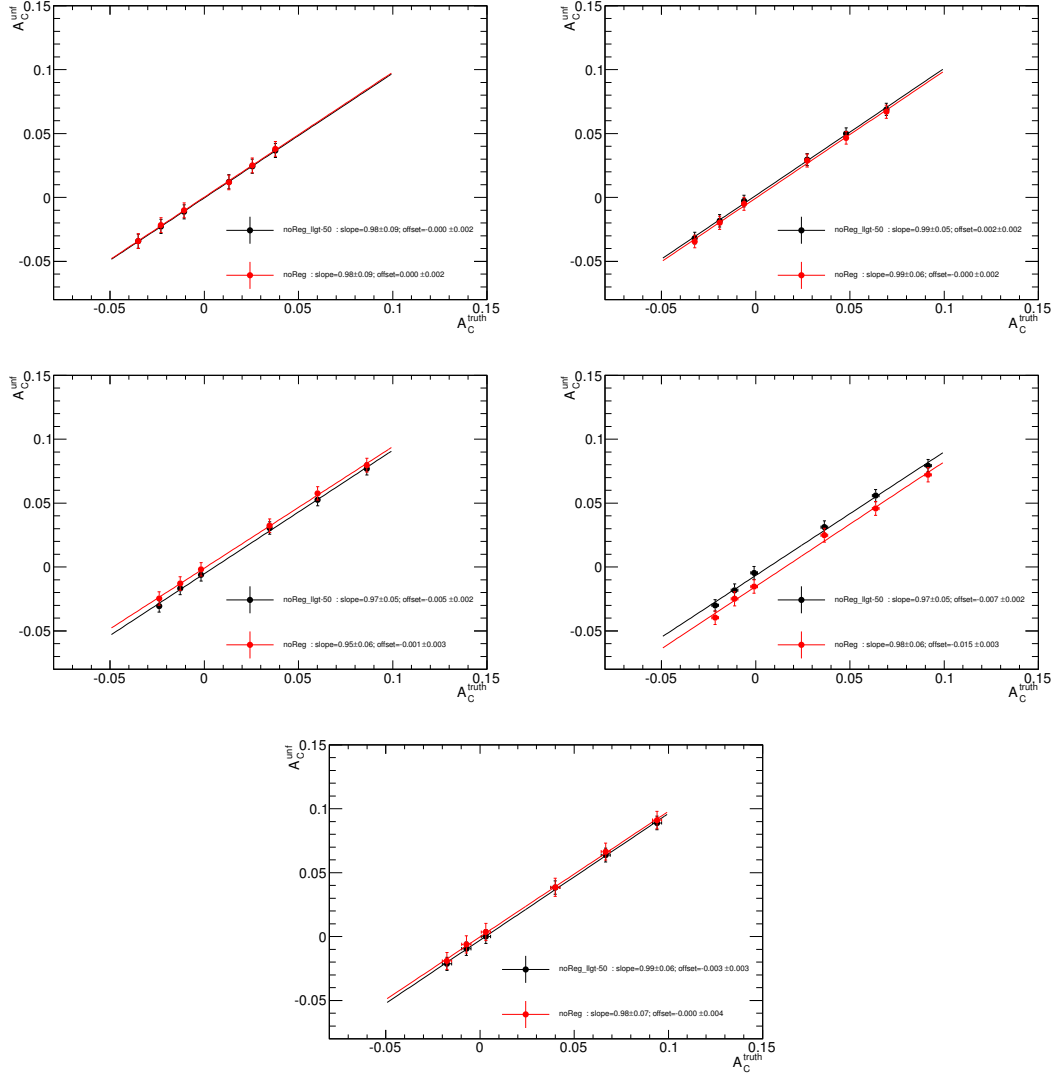 A_C^unf
0.15
0.1
0.05
0
-0.05
noReg_llgt-50 : slope=0.98±0.09; offset=-0.000 ±0.002
noReg : slope=0.98±0.09; offset=0.000 ±0.002
-0.05 0 0.05 0.1 0.15
A_C^truth
A_C^unf
0.15
0.1
0.05
0
-0.05
noReg_llgt-50 : slope=0.99±0.05; offset=0.002±0.002
noReg : slope=0.99±0.06; offset=-0.000 ±0.002
-0.05 0 0.05 0.1 0.15
A_C^truth
A_C^unf
0.15
0.1
0.05
0
-0.05
noReg_llgt-50 : slope=0.97±0.05; offset=-0.005 ±0.002
noReg : slope=0.95±0.06; offset=-0.001 ±0.003
-0.05 0 0.05 0.1 0.15
A_C^truth
A_C^unf
0.15
0.1
0.05
0
-0.05
noReg_llgt-50 : slope=0.97±0.05; offset=-0.007 ±0.002
noReg : slope=0.98±0.06; offset=-0.015 ±0.003
-0.05 0 0.05 0.1 0.15
A_C^truth
A_C^unf
0.15
0.1
0.05
0
-0.05
noReg_llgt-50 : slope=0.99±0.06; offset=-0.003 ±0.003
noReg : slope=0.98±0.07; offset=-0.000 ±0.004
-0.05 0 0.05 0.1 0.15
A_C^truth